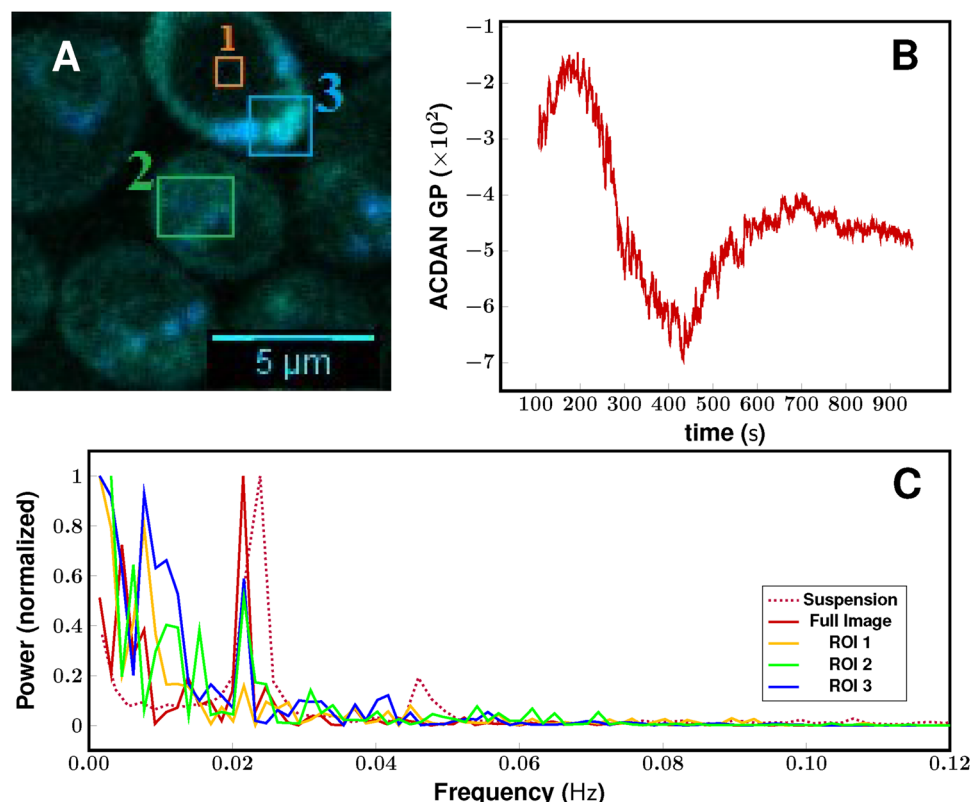 A
1
3
2
5 μm
B
−1
−2
−3
−4
−5
−6
−7
ACDAN GP (×10²)
100 200 300 400 500 600 700 800 900
time (s)
C
1
0.8
0.6
0.4
0.2
0
Power (normalized)
Suspension
Full Image
ROI 1
ROI 2
ROI 3
0.00 0.02 0.04 0.06 0.08 0.10 0.12
Frequency (Hz)